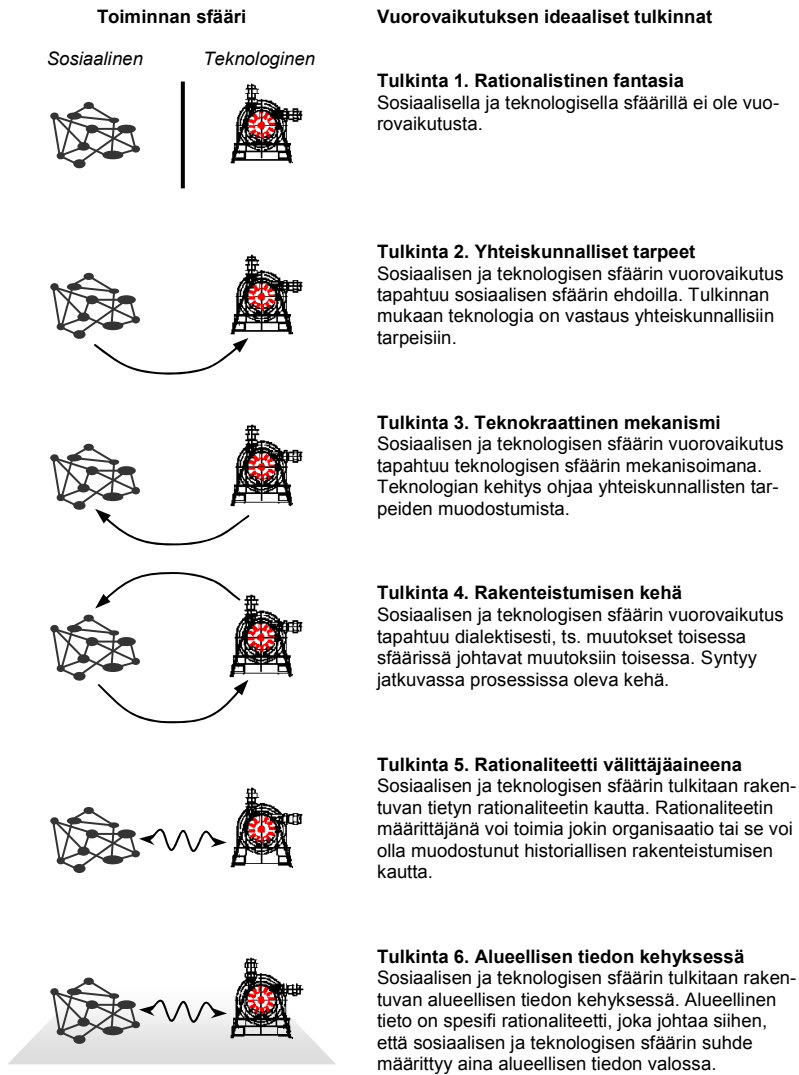 Toiminnan sfääri
Vuorovaikutuksen ideaaliset tulkinnat
Sosiaalinen
Teknologinen
Tulkinta 1. Rationalistinen fantasia
Sosiaalisella ja teknologisella sfäärillä ei ole vuo-
rovaikutusta.
Tulkinta 2. Yhteiskunnalliset tarpeet
Sosiaalisen ja teknologisen sfäärin vuorovaikutus
tapahtuu sosiaalisen sfäärin ehdoilla. Tulkinnan
mukaan teknologia on vastaus yhteiskunnallisiin
tarpeisiin.
Tulkinta 3. Teknokraattinen mekanismi
Sosiaalisen ja teknologisen sfäärin vuorovaikutus
tapahtuu teknologisen sfäärin mekanisoimana.
Teknologian kehitys ohjaa yhteiskunnallisten tar-
peiden muodostumista.
Tulkinta 4. Rakenteistumisen kehä
Sosiaalisen ja teknologisen sfäärin vuorovaikutus
tapahtuu dialektisesti, ts. muutokset toisessa
sfäärissä johtavat muutoksiin toisessa. Syntyy
jatkuvassa prosessissa oleva kehä.
Tulkinta 5. Rationaliteetti välittäjäaineena
Sosiaalisen ja teknologisen sfäärin tulkitaan raken-
tuvan tietyn rationaliteetin kautta. Rationaliteetin
määrittäjänä voi toimia jokin organisaatio tai se voi
olla muodostunut historiallisen rakenteistumisen
kautta.
Tulkinta 6. Alueellisen tiedon kehyksessä
Sosiaalisen ja teknologisen sfäärin tulkitaan raken-
tuvan alueellisen tiedon kehyksessä. Alueellinen
tieto on spesifi rationaliteetti, joka johtaa siihen,
että sosiaalisen ja teknologisen sfäärin suhde
määrittyy aina alueellisen tiedon valossa.